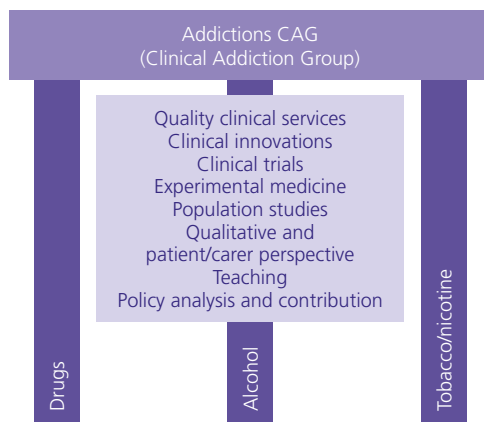 Addictions CAG
(Clinical Addiction Group)
Quality clinical services
Clinical innovations
Clinical trials
Experimental medicine
Population studies
Qualitative and
patient/carer perspective
Teaching
Policy analysis and contribution
Drugs
Alcohol
Tobacco/nicotine